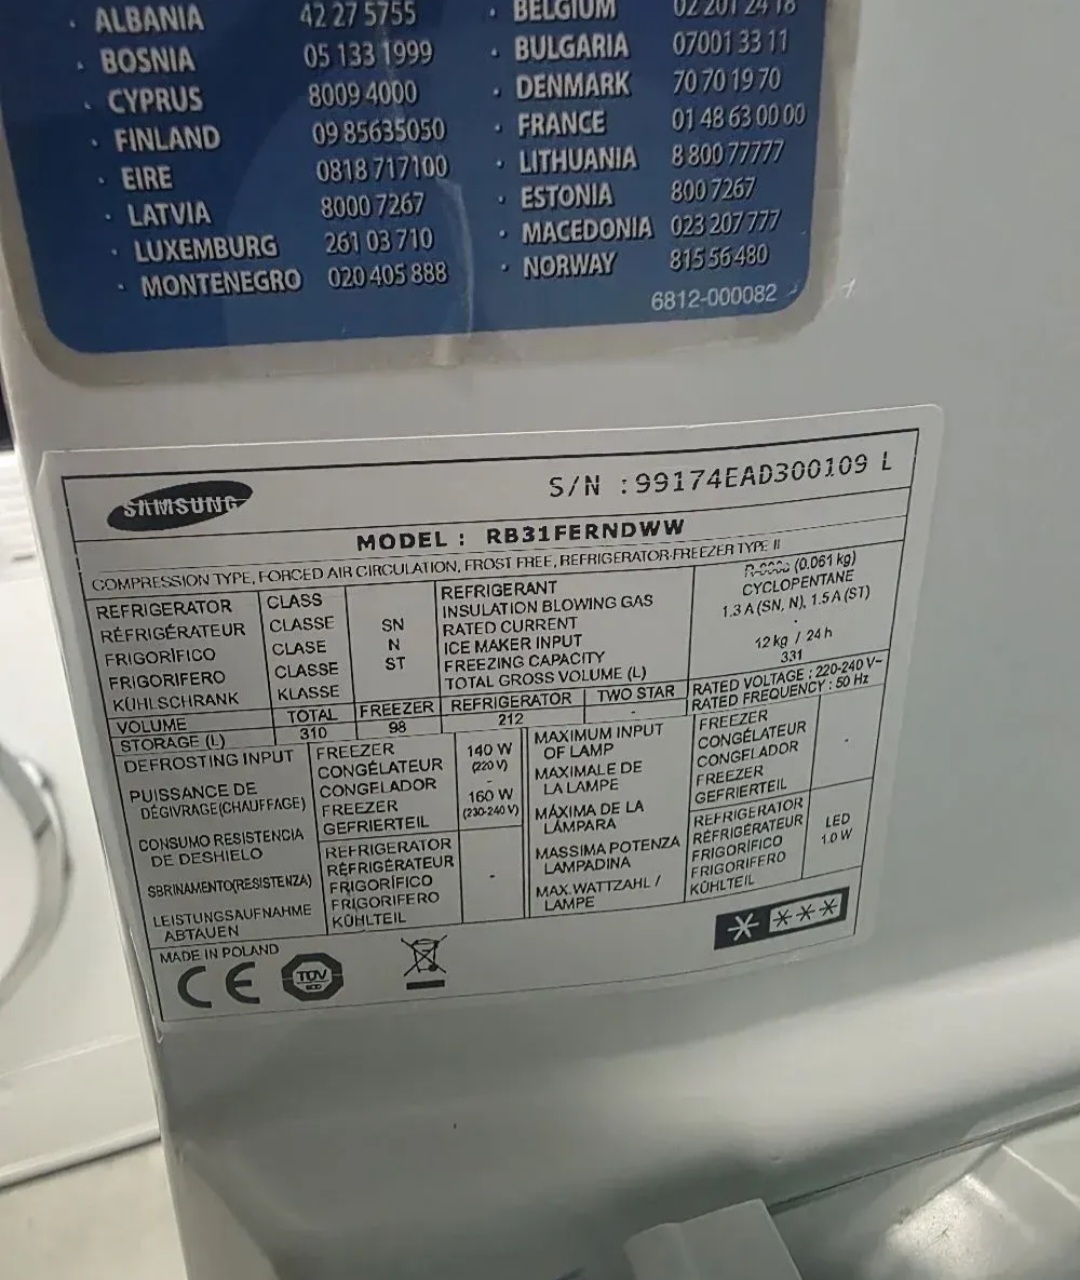 · ALBANIA 42 27 5755 · BELGIUM 02 201 24 18
· BOSNIA 05 133 1999 · BULGARIA 07001 33 11
· CYPRUS 8009 4000 · DENMARK 70 70 19 70
· FINLAND 09 85635050 · FRANCE 01 48 63 00 00
· EIRE 0818 717100 · LITHUANIA 8 800 77777
· LATVIA 8000 7267 · ESTONIA 800 7267
· LUXEMBURG 261 03 710 · MACEDONIA 023 207 777
· MONTENEGRO 020 405 888 · NORWAY 815 56 480
6812-000082
SAMSUNG S/N :99174EAD300109 L
MODEL : RB31FERNDWW
COMPRESSION TYPE, FORCED AIR CIRCULATION, FROST FREE, REFRIGERATOR-FREEZER TYPE II
REFRIGERATOR CLASS
RÉFRIGÉRATEUR CLASSE
FRIGORÍFICO CLASE
FRIGORIFERO CLASSE
KÜHLSCHRANK KLASSE
SN
N
ST
REFRIGERANT (0.061 kg)
INSULATION BLOWING GAS CYCLOPENTANE
RATED CURRENT 1.3 A (SN, N), 1.5 A (ST)
ICE MAKER INPUT -
FREEZING CAPACITY 12 kg / 24 h
TOTAL GROSS VOLUME (L) 331
VOLUME TOTAL FREEZER REFRIGERATOR TWO STAR
STORAGE (L) 310 98 212 -
RATED VOLTAGE : 220-240 V~
RATED FREQUENCY : 50 Hz
DEFROSTING INPUT
PUISSANCE DE
DÉGIVRAGE(CHAUFFAGE)
CONSUMO RESISTENCIA
DE DESHIELO
SBRINAMENTO(RESISTENZA)
LEISTUNGSAUFNAHME
ABTAUEN
FREEZER
CONGÉLATEUR
CONGELADOR
FREEZER
GEFRIERTEIL
140 W
(220 V)
-
160 W
(230-240 V)
REFRIGERATOR
RÉFRIGÉRATEUR
FRIGORÍFICO
FRIGORIFERO
KÜHLTEIL
-
MAXIMUM INPUT
OF LAMP
MAXIMALE DE
LA LAMPE
MÁXIMA DE LA
LÁMPARA
MASSIMA POTENZA
LAMPADINA
MAX.WATTZAHL /
LAMPE
FREEZER
CONGÉLATEUR
CONGELADOR
FREEZER
GEFRIERTEIL
-
REFRIGERATOR
RÉFRIGÉRATEUR
FRIGORÍFICO
FRIGORIFERO
KÜHLTEIL
LED
1.0 W
MADE IN POLAND
CE TÜV